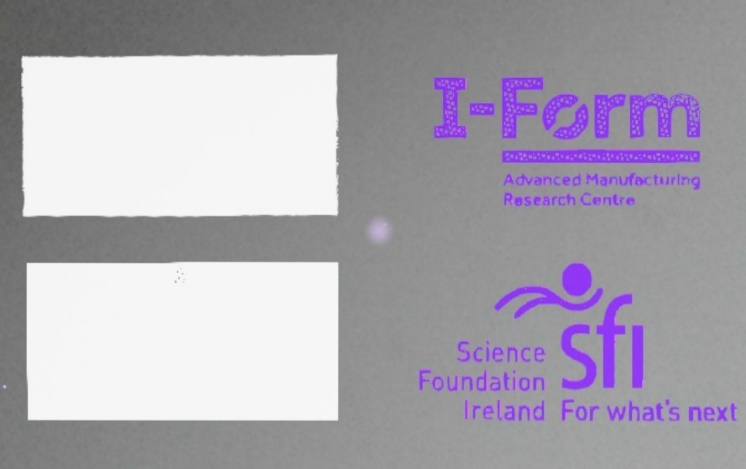 I-Form
Advanced Manufacturing
Research Centre
sfi
Science
Foundation
Ireland For what's next